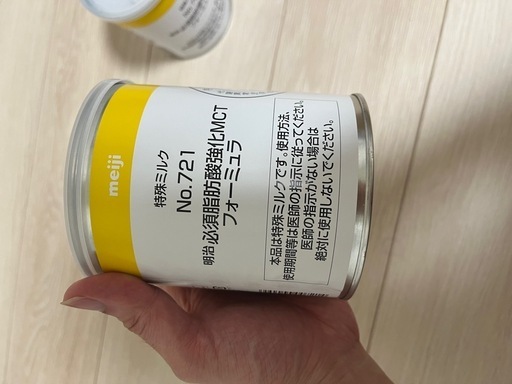 meiji
特殊ミルク
No.721
明治 必須脂肪酸強化MCT
フォーミュラ
本品は特殊ミルクです。使用方法、
使用期間等は医師の指示に従ってください。
医師の指示がない場合は
絶対に使用しないでください。